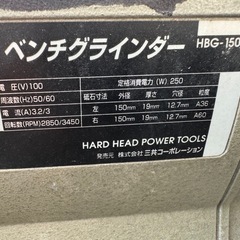 ベンチグラインダー HBG-150
電 圧(V)100 定格消費電力(W).250
周波数(Hz)50/60 砥石寸法 外径 厚み 穴径 粒度
電 流(A)3.2/3 左 150mm 19mm 12.7mm A36
回転数(RPM)2850/3450 右 150mm 19mm 12.7mm A60
HARD HEAD POWER TOOLS
発売元 株式会社 三共コーポレーション